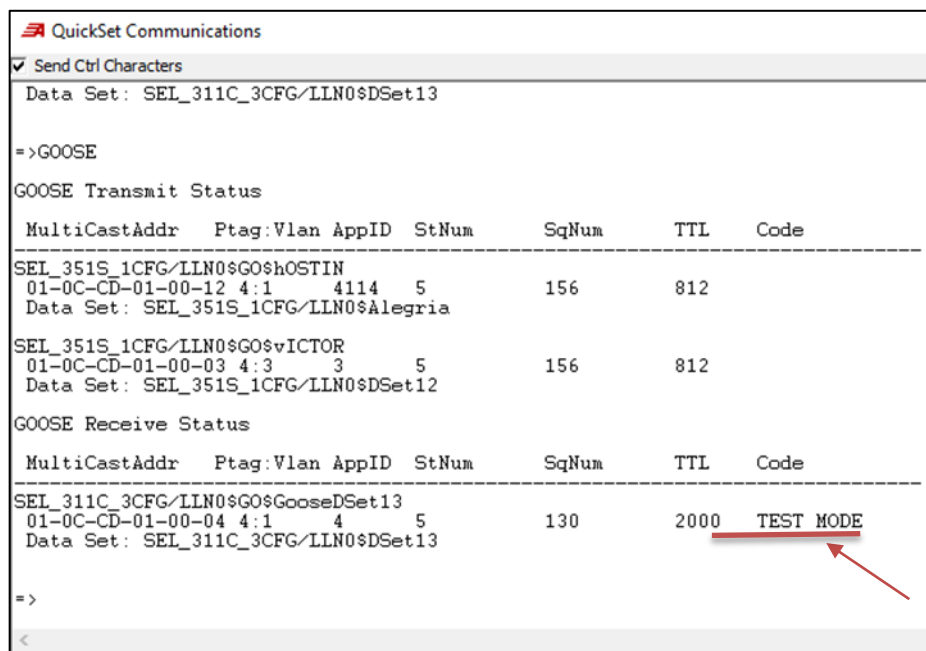 QuickSet Communications
Send Ctrl Characters
Data Set: SEL_311C_3CFG/LLN0$DSet13
=>GOOSE
GOOSE Transmit Status
MultiCastAddr Ptag:Vlan AppID StNum SqNum TTL Code
SEL_351S_1CFG/LLN0$GO$hOSTIN
01-0C-CD-01-00-12 4:1 4114 5 156 812
Data Set: SEL_351S_1CFG/LLN0$Alegria
SEL_351S_1CFG/LLN0$GO$vICTOR
01-0C-CD-01-00-03 4:3 3 5 156 812
Data Set: SEL_351S_1CFG/LLN0$DSet12
GOOSE Receive Status
MultiCastAddr Ptag:Vlan AppID StNum SqNum TTL Code
SEL_311C_3CFG/LLN0$GO$GooseDSet13
01-0C-CD-01-00-04 4:1 4 5 130 2000 TEST MODE
Data Set: SEL_311C_3CFG/LLN0$DSet13
=>